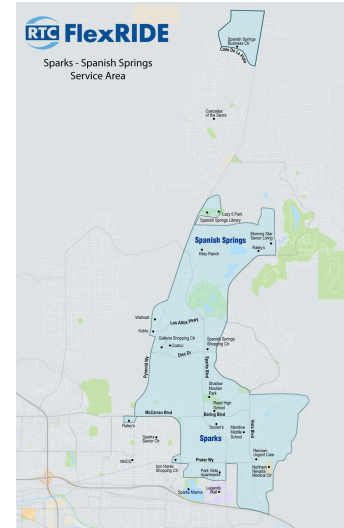 RTC FlexRIDE
Sparks - Spanish Springs
Service Area
Spanish Springs
Business Ctr
Calle De La Plata
Cascades
of the Sierra
Lazy 5 Park
Spanish Springs Library
Spanish Springs
Morning Star
Senior Living
Raley's
Kiley Ranch
Walmart
Los Altos Pkwy
Kohls
Galleria Shopping Ctr
Costco
Spanish Springs
Shopping Ctr
Disc Dr
Pyramid Wy
Sparks Blvd
Shadow
Moutain
Park
Reed High
School
McCarran Blvd
Baring Blvd
Raley's
Scolari's
Mendive
Middle
School
Vista Blvd
Sparks
Senior Ctr
Sparks
Renown
Urgent Care
NNCS
Iron Horse
Shopping Ctr
Prater Wy
Park Vista
Apartments
Northern
Nevada
Medical Ctr
Sparks Marina
Legends
Mall